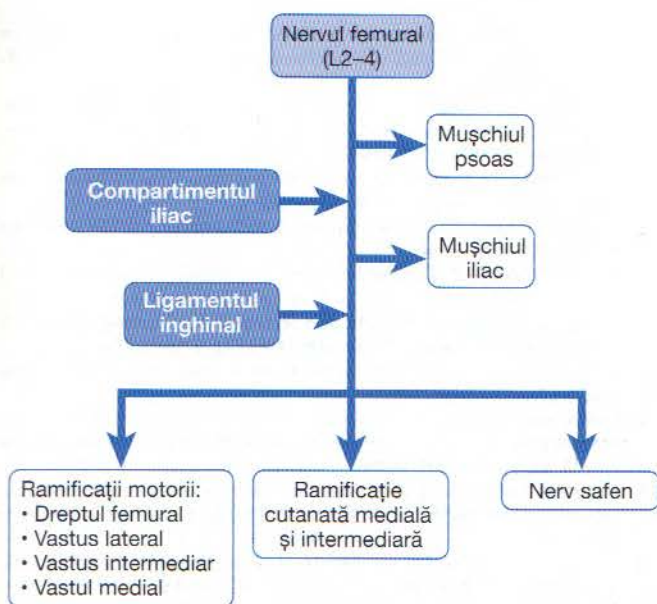 Nervul femural
(L2–4)
Mușchiul
psoas
Compartimentul
iliac
Mușchiul
iliac
Ligamentul
inghinal
Ramificații motorii:
• Dreptul femural
• Vastus lateral
• Vastus intermediar
• Vastul medial
Ramificație
cutanată medială
și intermediară
Nerv safen